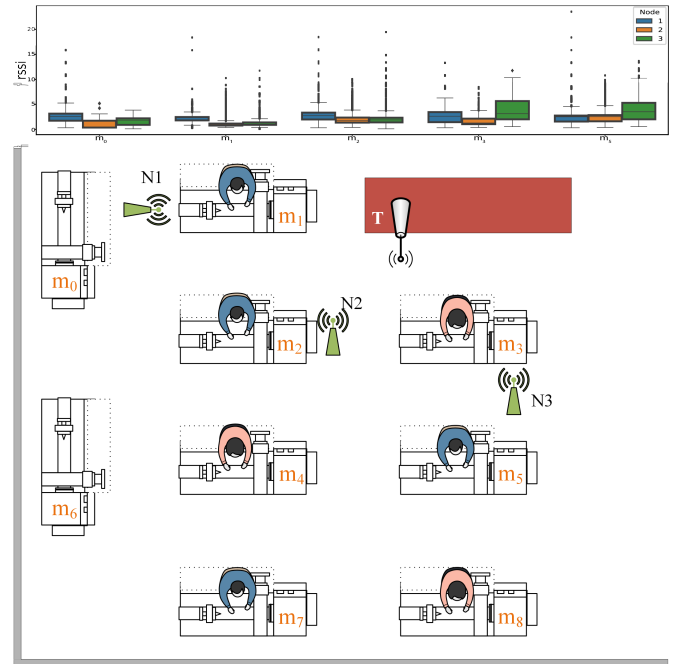 Node
1
2
3
20
15
10
5
0
rssi
m₀ m₁ m₂ m₃
N1
T
m₁
m₀
N2
m₂
m₃
N3
m₄
m₅
m₆
m₇
m₈